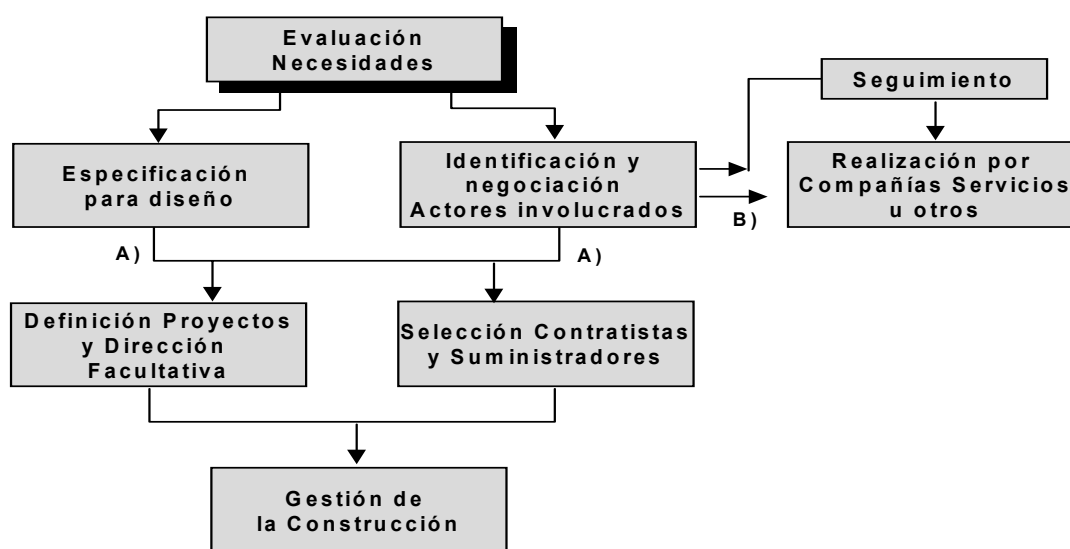 Evaluación
Necesidades
Seguimiento
Especificación
para diseño
Identificación y
negociación
Actores involucrados
Realización por
Compañías Servicios
u otros
B)
A)
A)
Definición Proyectos
y Dirección
Facultativa
Selección Contratistas
y Suministradores
Gestión de
la Construcción